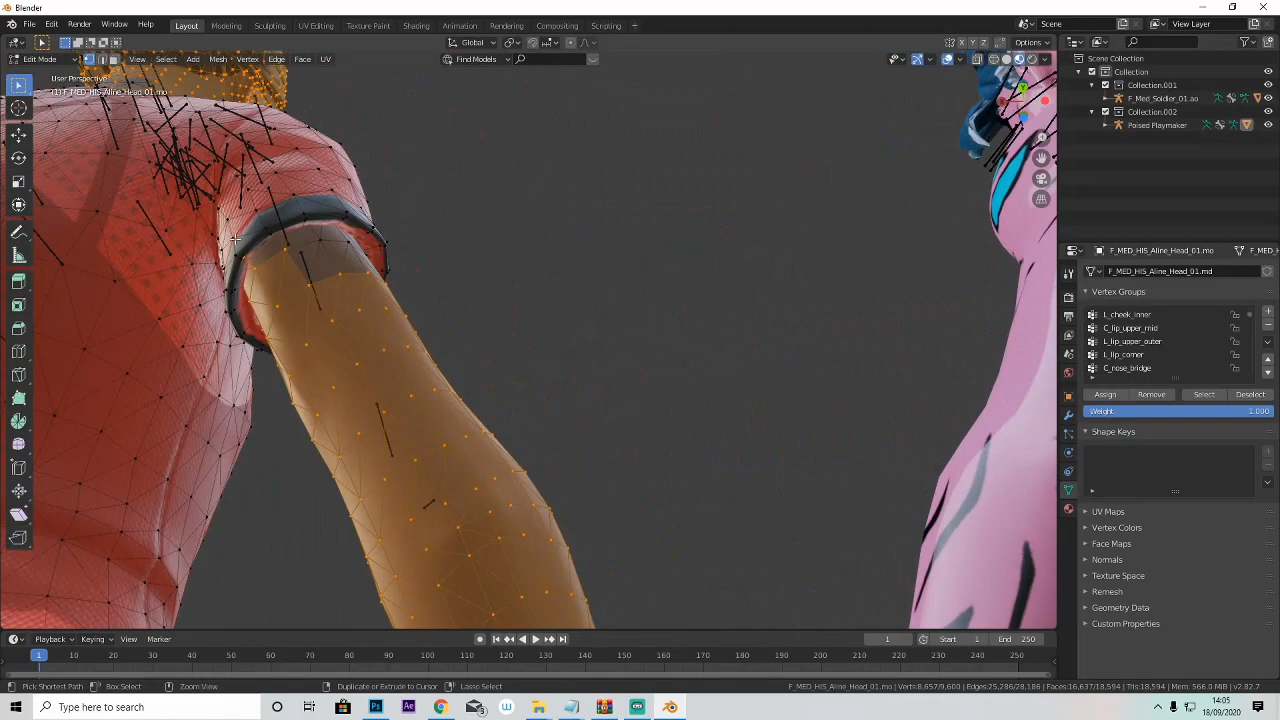 Blender
File Edit Render Window Help Layout Modeling Sculpting UV Editing Texture Paint Shading Animation Rendering Compositing Scripting + Scene View Layer
Global X Y Z Options
Edit Mode View Select Add Mesh Vertex Edge Face UV Find Models
User Perspective
(1) F_MED_HIS_Aline_Head_01.mo
Scene Collection
Collection
Collection.001
F_Med_Soldier_01.ao
Collection.002
Poised Playmaker
F_MED_HIS_Aline_Head_01.mo F_MED_H
F_MED_HIS_Aline_Head_01.md
Vertex Groups
L_cheek_inner
C_lip_upper_mid
L_lip_upper_outer
L_lip_corner
C_nose_bridge
Assign Remove Select Deselect
Weight 1.000
Shape Keys
UV Maps
Vertex Colors
Face Maps
Normals
Texture Space
Remesh
Geometry Data
Custom Properties
Playback Keying View Marker 1 Start 1 End 250
1 10 20 30 40 50 60 70 80 90 100 110 120 130 140 150 160 170 180 190 200 210 220 230 240 250
Pick Shortest Path Box Select Zoom View Duplicate or Extrude to Cursor Lasso Select F_MED_HIS_Aline_Head_01.mo | Verts:8,657/9,600 | Edges:25,286/28,186 | Faces:16,637/18,594 | Tris:18,594 | Mem: 566.0 MiB | v2.82.7
Type here to search Ps Ae 14:05
18/09/2020